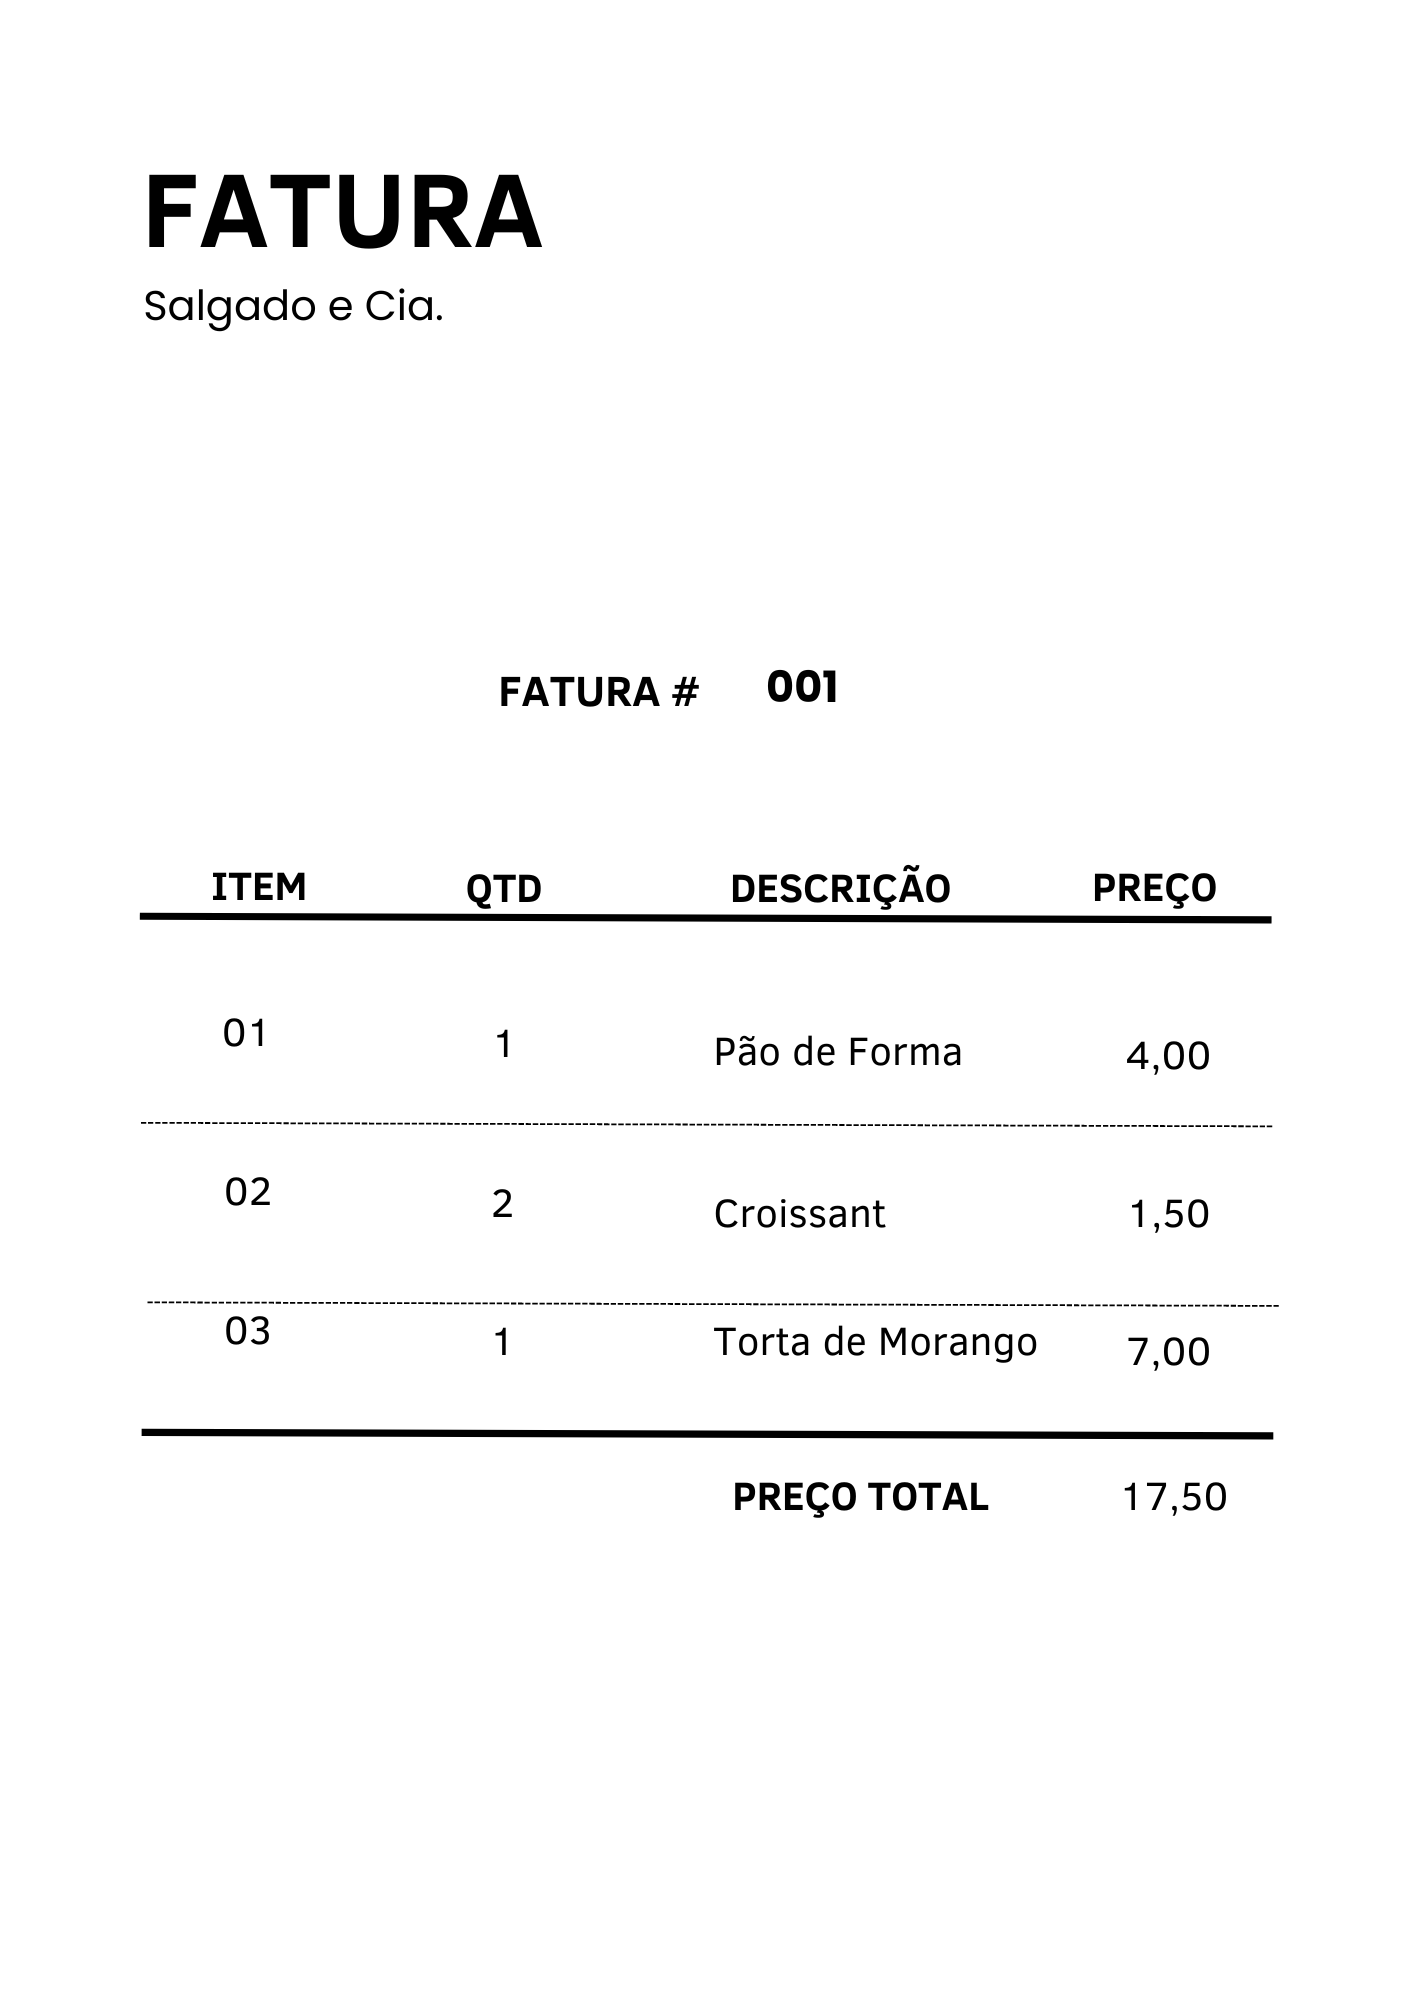 FATURA
Salgado e Cia.
FATURA # 001
ITEM QTD DESCRIÇÃO PREÇO
01 1 Pão de Forma 4,00
02 2 Croissant 1,50
03 1 Torta de Morango 7,00
PREÇO TOTAL 17,50